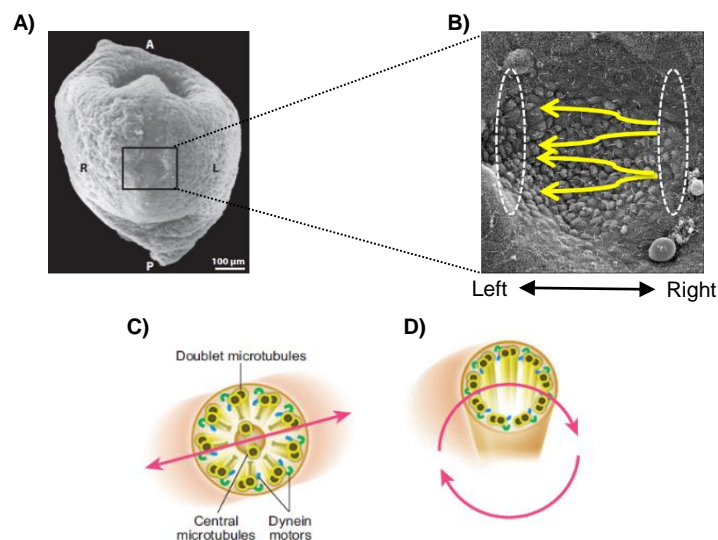 A)
B)
A
R
L
P
100 µm
Left
Right
C)
D)
Doublet microtubules
Central
microtubules
Dynein
motors